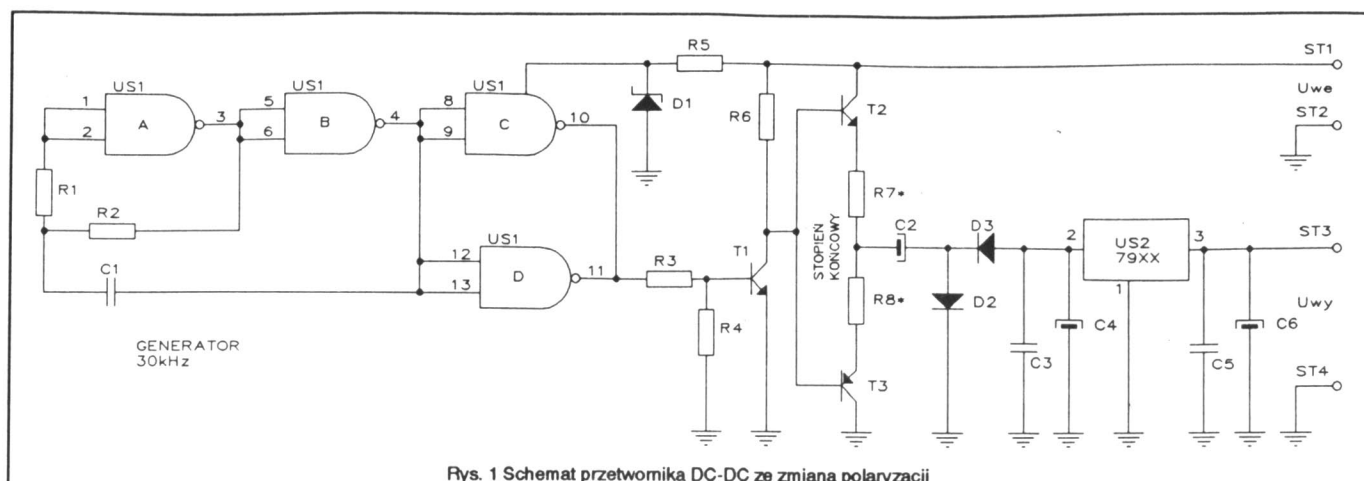 R5
ST1
US1
US1
US1
Uwe
1
2
A
3
5
6
B
4
8
9
C
10
D1
R6
T2
ST2
R1
R2
R7*
C1
US1
12
13
D
11
R3
T1
STOPIEŃ
KOŃCOWY
C2
D3
2
US2
79XX
3
ST3
1
R8*
D2
R4
C4
C6
Uwy
GENERATOR
30kHz
C3
C5
T3
ST4
Rys. 1 Schemat przetwornika DC-DC ze zmianą polaryzacji